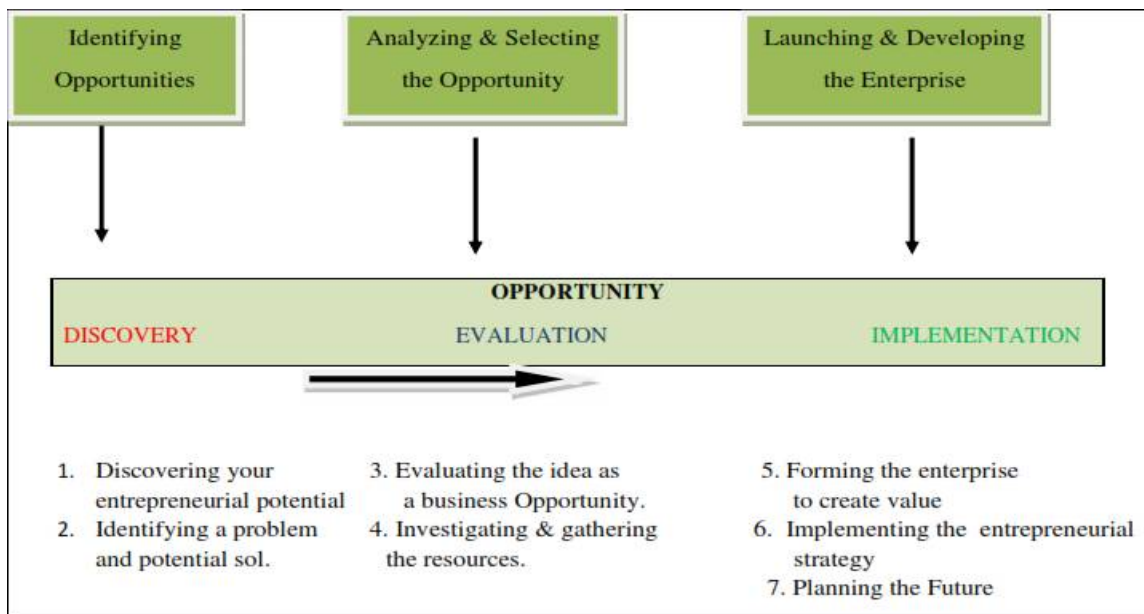 Identifying
Opportunities
Analyzing & Selecting
the Opportunity
Launching & Developing
the Enterprise
OPPORTUNITY
DISCOVERY
EVALUATION
IMPLEMENTATION
1. Discovering your
entrepreneurial potential
2. Identifying a problem
and potential sol.
3. Evaluating the idea as
a business Opportunity.
4. Investigating & gathering
the resources.
5. Forming the enterprise
to create value
6. Implementing the entrepreneurial
strategy
7. Planning the Future